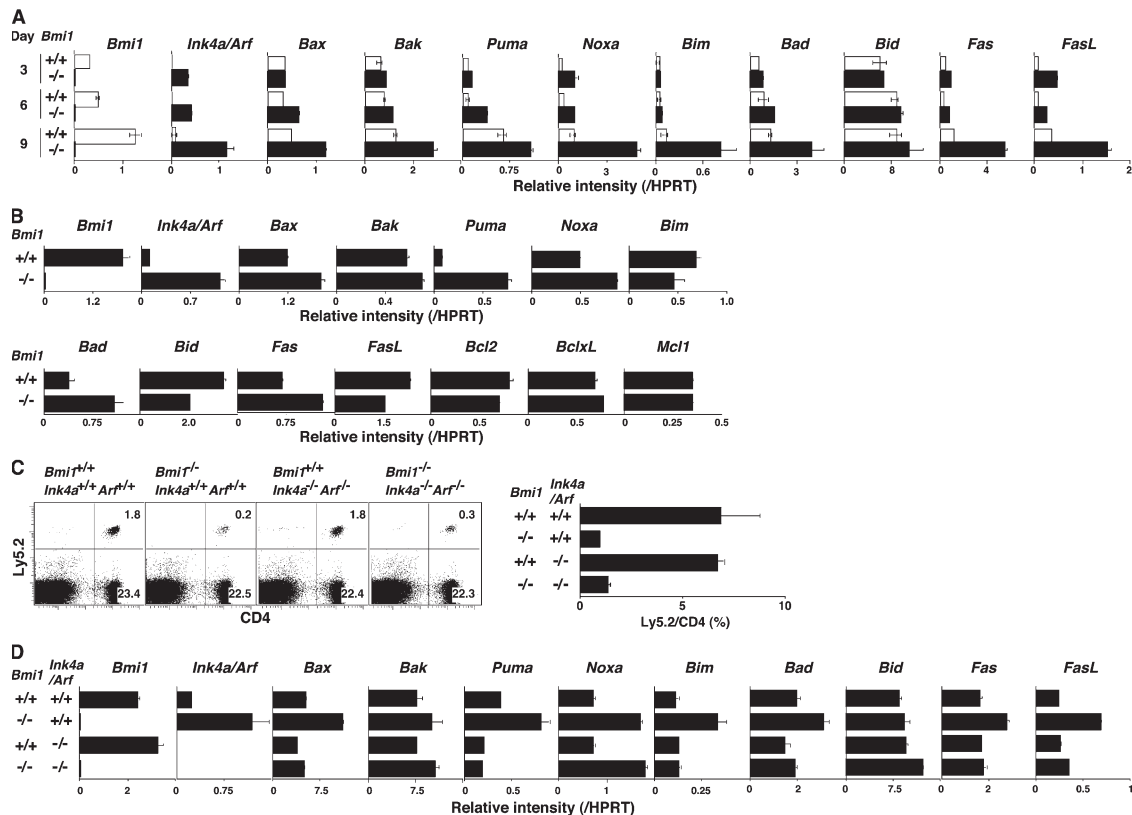 A
Day Bmi1 Bmi1 Ink4a/Arf Bax Bak Puma Noxa Bim Bad Bid Fas FasL
3 +/+
-/-
6 +/+
-/-
9 +/+
-/-
0 1 0 1 0 1 0 2 0 0.75 0 3 0 0.6 0 3 0 8 0 4 0 1 2
Relative intensity (/HPRT)
B
Bmi1 Bmi1 Ink4a/Arf Bax Bak Puma Noxa Bim
+/+
-/-
0 1.2 0 0.7 0 1.2 0 0.4 0 0.5 0 0.5 0 0.5 1.0
Relative intensity (/HPRT)
Bmi1 Bad Bid Fas FasL Bcl2 BclxL Mcl1
+/+
-/-
0 0.75 0 2.0 0 0.75 0 1.5 0 0.5 0 0.5 0 0.25 0.5
Relative intensity (/HPRT)
C
Bmi1+/+ Bmi1-/- Bmi1+/+ Bmi1-/-
Ink4a+/+ Arf+/+ Ink4a+/+ Arf+/+ Ink4a-/- Arf-/- Ink4a-/- Arf-/-
1.8 0.2 1.8 0.3
Ly5.2
23.4 22.5 22.4 22.3
CD4
Bmi1 Ink4a
/Arf
+/+ +/+
-/- +/+
+/+ -/-
-/- -/-
0 5 10
Ly5.2/CD4 (%)
D
Bmi1 Ink4a
/Arf Bmi1 Ink4a/Arf Bax Bak Puma Noxa Bim Bad Bid Fas FasL
+/+ +/+
-/- +/+
+/+ -/-
-/- -/-
0 2 0 0.75 0 7.5 0 2 0 0.5 0 1.5 0 0.25 0 2 0 7.5 0 2 0 0.5 1
Relative intensity (/HPRT)